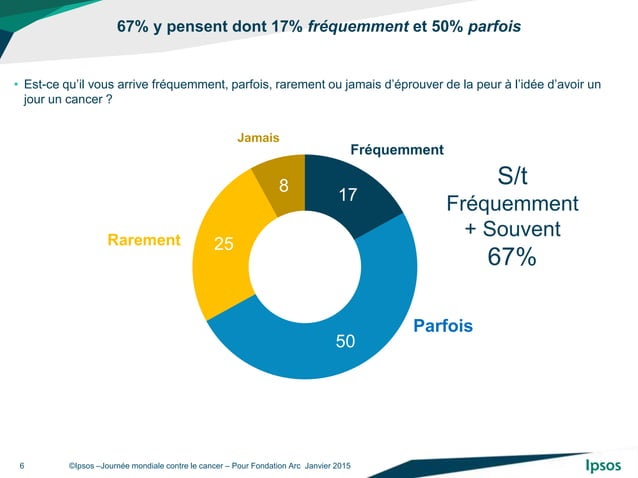 67% y pensent dont 17% fréquemment et 50% parfois
• Est-ce qu’il vous arrive fréquemment, parfois, rarement ou jamais d’éprouver de la peur à l’idée d’avoir un
jour un cancer ?
Jamais
Fréquemment
8
17
S/t
Fréquemment
+ Souvent
67%
Rarement
25
Parfois
50
6
©Ipsos –Journée mondiale contre le cancer – Pour Fondation Arc Janvier 2015
Ipsos